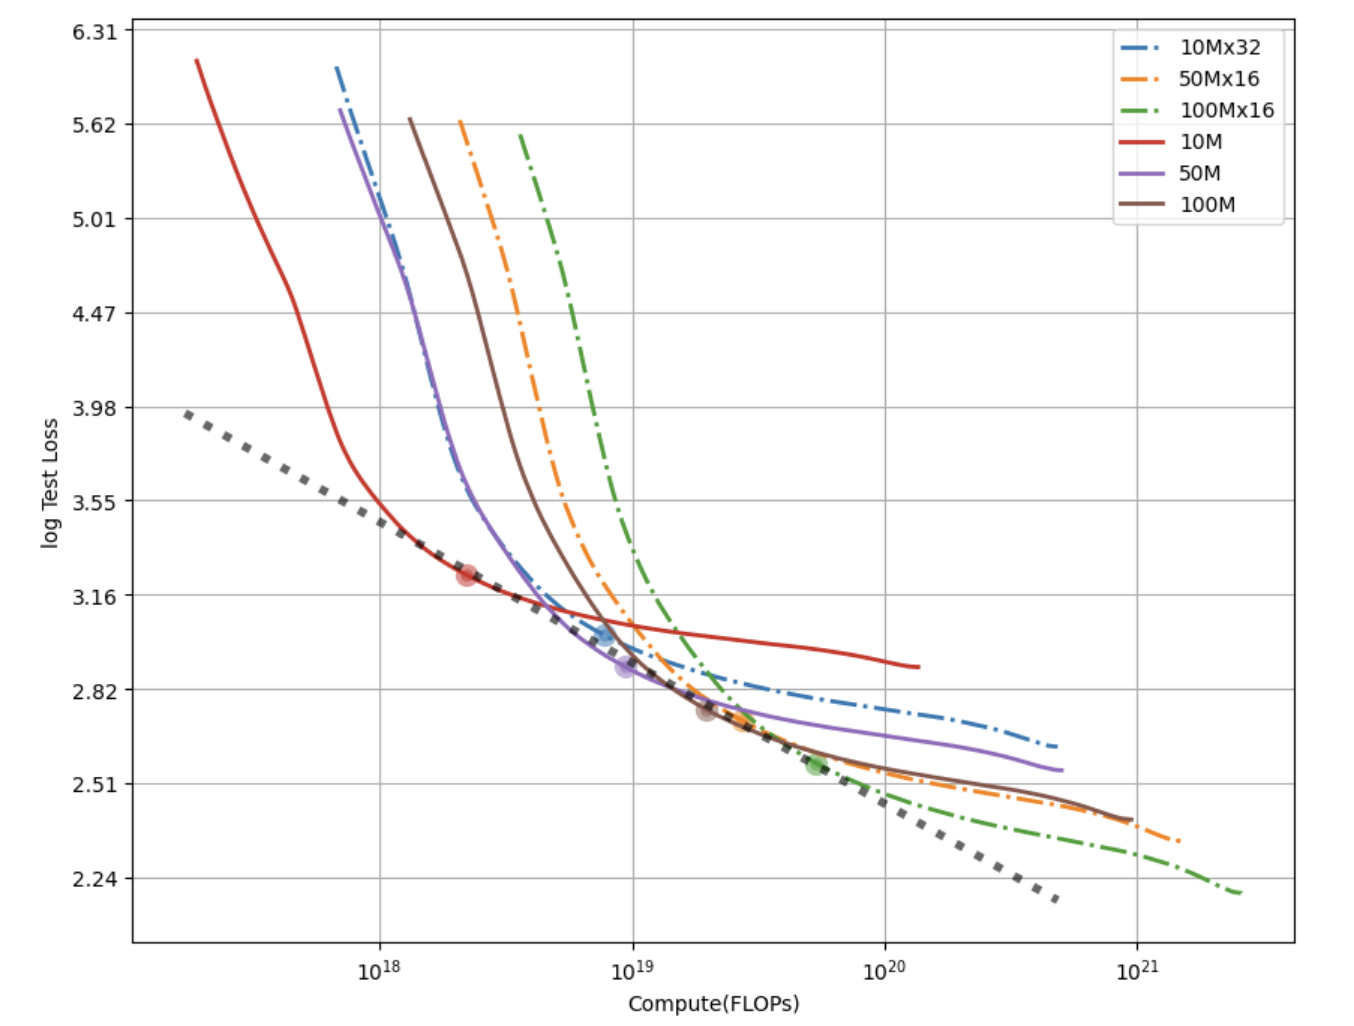 6.31
5.62
5.01
4.47
3.98
3.55
3.16
2.82
2.51
2.24
log Test Loss
10Mx32
50Mx16
100Mx16
10M
50M
100M
10¹⁸
10¹⁹
10²⁰
10²¹
Compute(FLOPs)